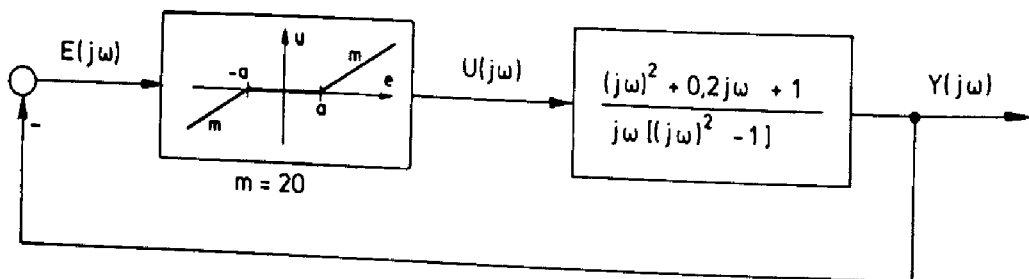 E(jω)
-a
u
m
e
a
m
m = 20
U(jω)
(jω)² + 0,2jω + 1
jω [(jω)² - 1]
Y(jω)
-